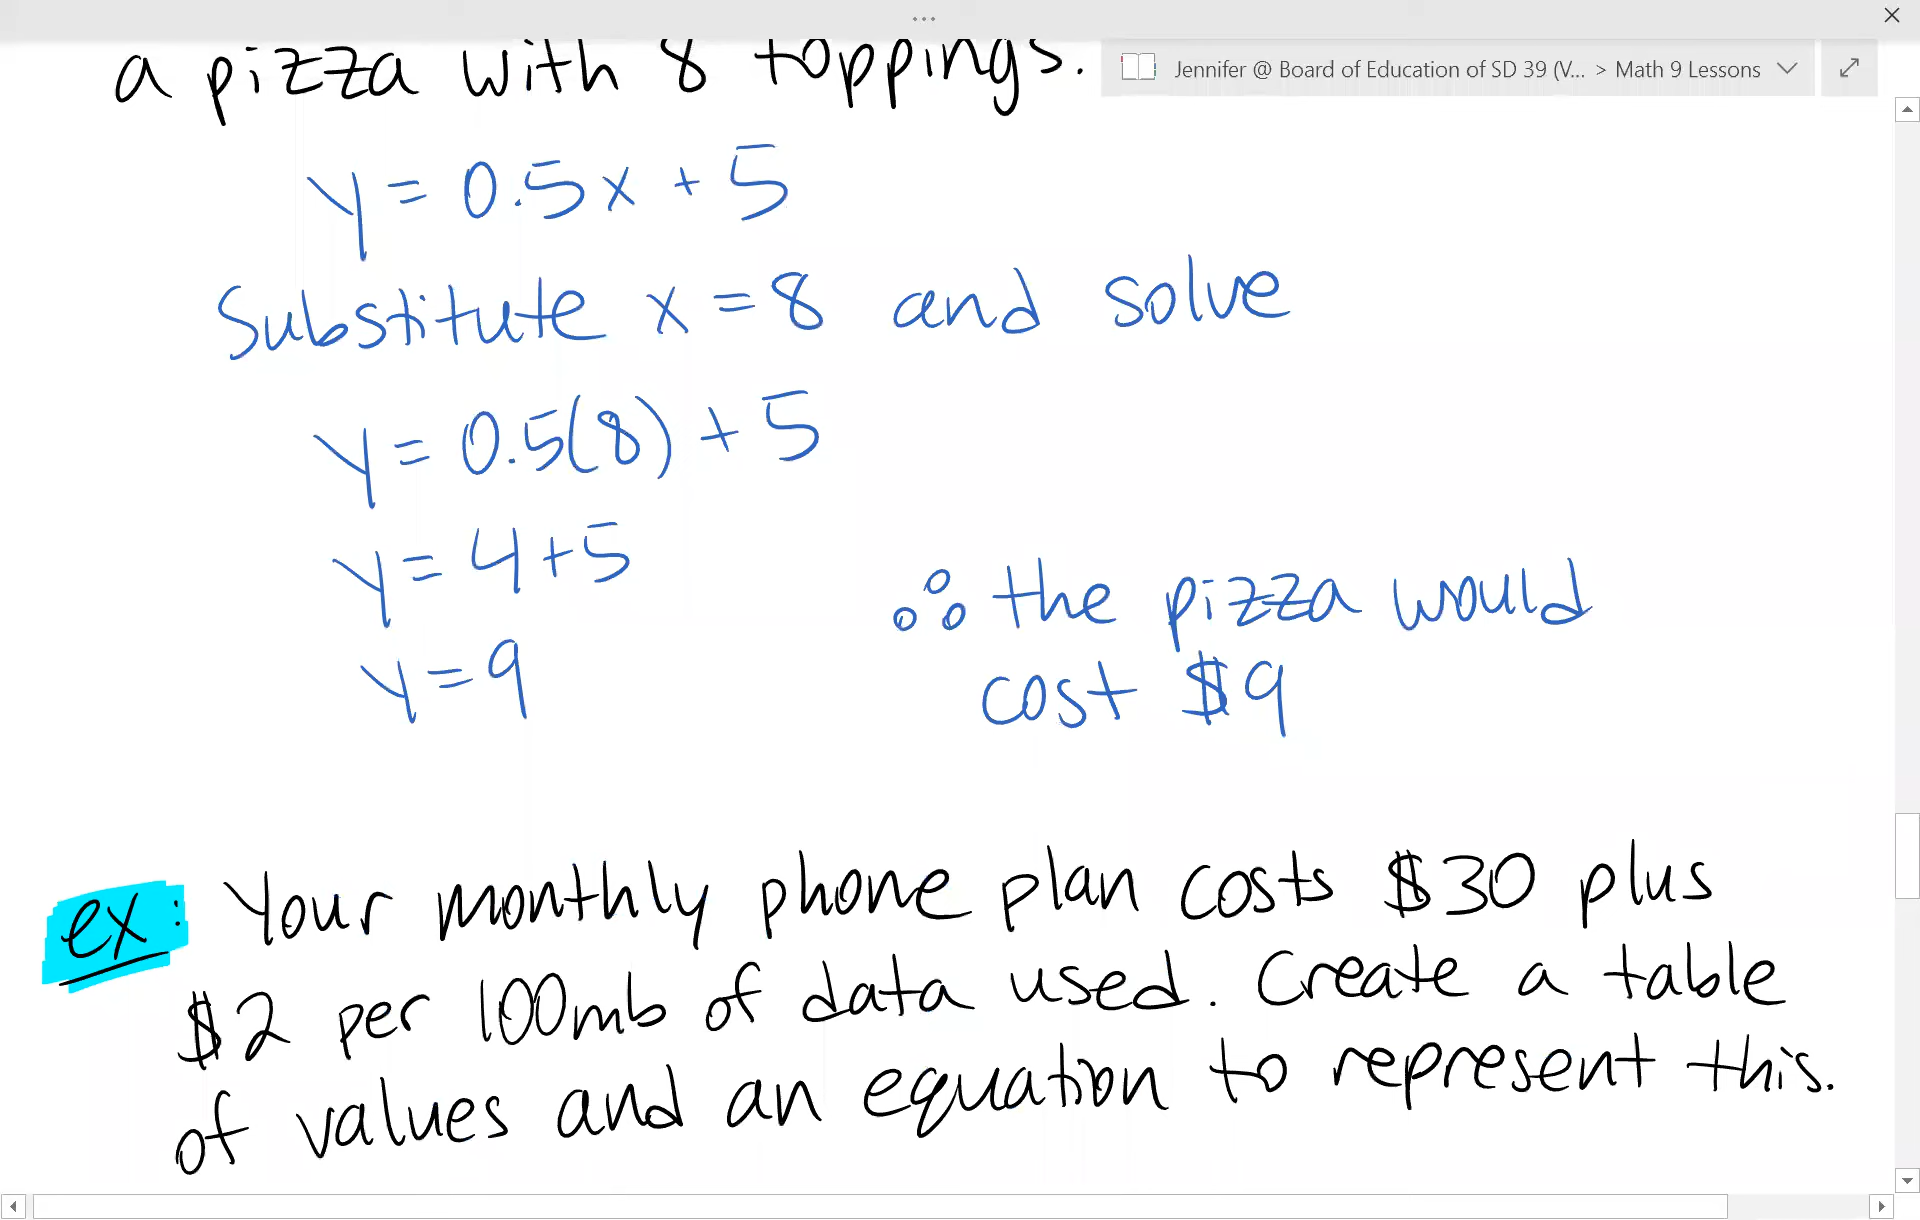 a pizza with 8 toppings.
Jennifer @ Board of Education of SD 39 (V... > Math 9 Lessons
y = 0.5x + 5
Substitute x = 8 and solve
y = 0.5(8) + 5
y = 4+5
y = 9
∴ the pizza would
cost $9
ex: Your monthly phone plan costs $30 plus
$2 per 100mb of data used. Create a table
of values and an equation to represent this.